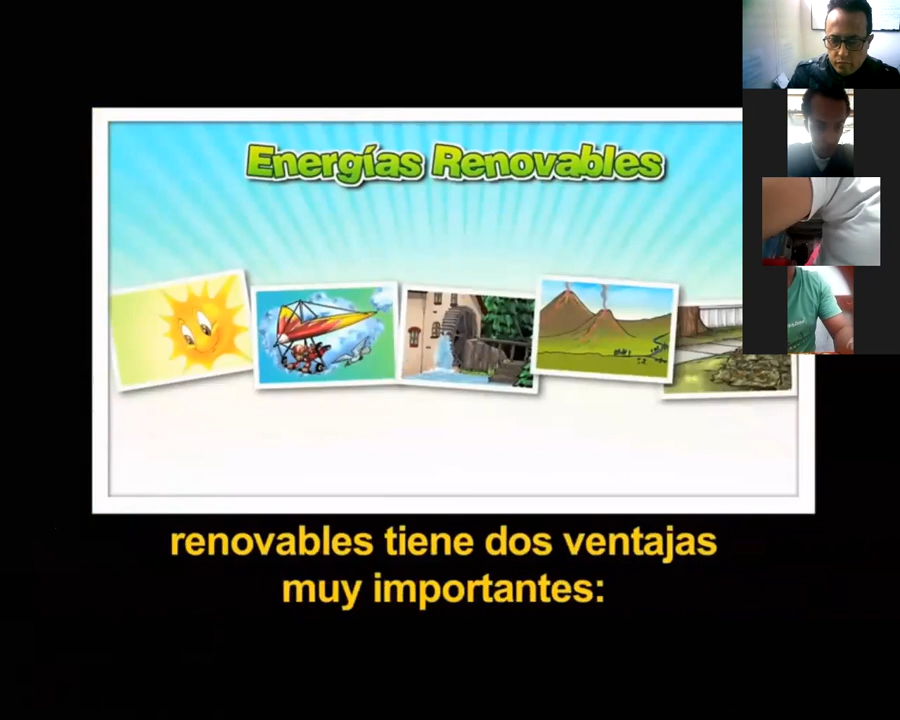 Energías Renovables
renovables tiene dos ventajas
muy importantes: